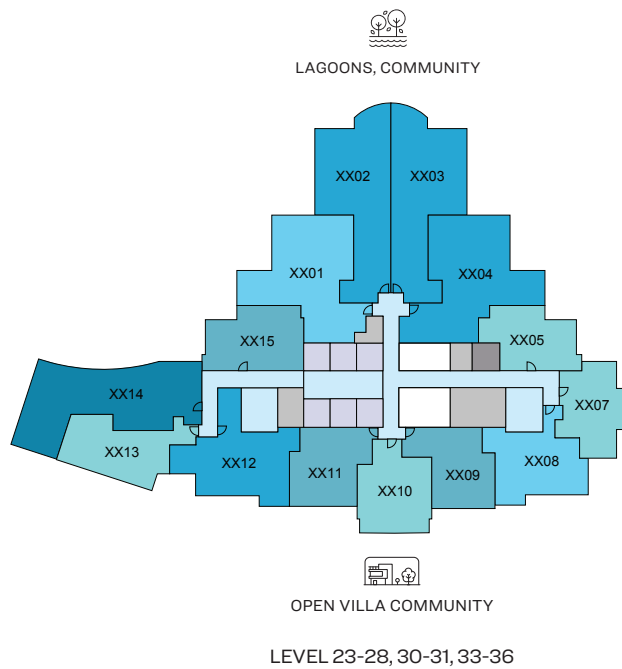 LAGOONS, COMMUNITY
XX02
XX03
XX01
XX04
XX15
XX05
XX14
XX07
XX13
XX12
XX11
XX10
XX09
XX08
OPEN VILLA COMMUNITY
LEVEL 23-28, 30-31, 33-36